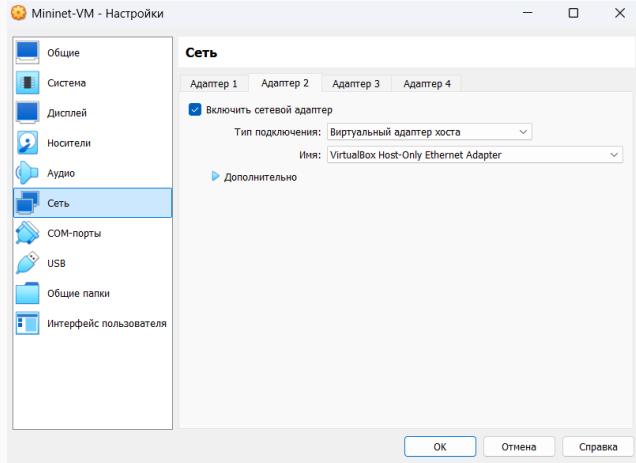 Mininet-VM - Настройки
Общие
Система
Дисплей
Носители
Аудио
Сеть
COM-порты
USB
Общие папки
Интерфейс пользователя
Сеть
Адаптер 1 Адаптер 2 Адаптер 3 Адаптер 4
Включить сетевой адаптер
Тип подключения: Виртуальный адаптер хоста
Имя: VirtualBox Host-Only Ethernet Adapter
Дополнительно
ОК Отмена Справка